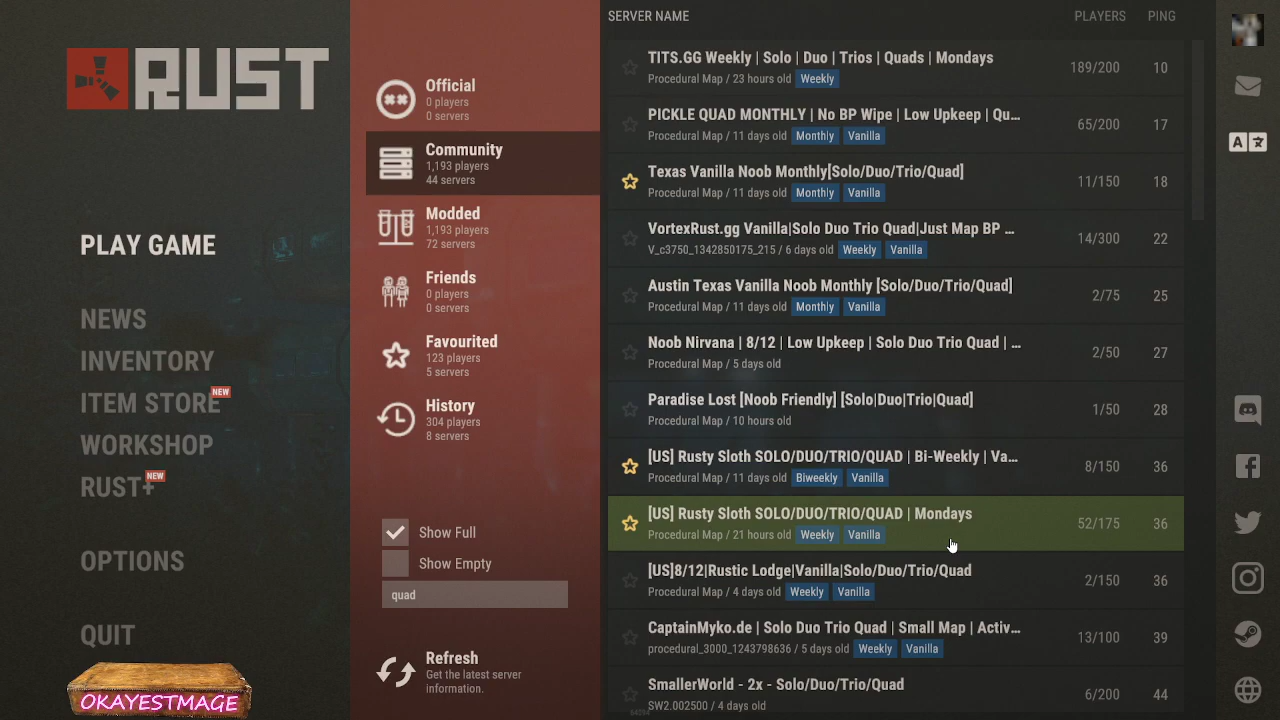 RUST
PLAY GAME
NEWS
INVENTORY
ITEM STORE NEW
WORKSHOP
RUST+ NEW
OPTIONS
QUIT
OKAYESTMAGE
Official
0 players
0 servers
Community
1,193 players
44 servers
Modded
1,193 players
72 servers
Friends
0 players
0 servers
Favourited
123 players
5 servers
History
304 players
8 servers
Show Full
Show Empty
quad
Refresh
Get the latest server
information.
SERVER NAME PLAYERS PING
TITS.GG Weekly | Solo | Duo | Trios | Quads | Mondays
Procedural Map / 23 hours old Weekly
189/200 10
PICKLE QUAD MONTHLY | No BP Wipe | Low Upkeep | Qu...
Procedural Map / 11 days old Monthly Vanilla
65/200 17
Texas Vanilla Noob Monthly[Solo/Duo/Trio/Quad]
Procedural Map / 11 days old Monthly Vanilla
11/150 18
VortexRust.gg Vanilla|Solo Duo Trio Quad|Just Map BP ...
V_c3750_1342850175_215 / 6 days old Weekly Vanilla
14/300 22
Austin Texas Vanilla Noob Monthly [Solo/Duo/Trio/Quad]
Procedural Map / 11 days old Monthly Vanilla
2/75 25
Noob Nirvana | 8/12 | Low Upkeep | Solo Duo Trio Quad | ...
Procedural Map / 5 days old
2/50 27
Paradise Lost [Noob Friendly] [Solo|Duo|Trio|Quad]
Procedural Map / 10 hours old
1/50 28
[US] Rusty Sloth SOLO/DUO/TRIO/QUAD | Bi-Weekly | Va...
Procedural Map / 11 days old Biweekly Vanilla
8/150 36
[US] Rusty Sloth SOLO/DUO/TRIO/QUAD | Mondays
Procedural Map / 21 hours old Weekly Vanilla
52/175 36
[US]8/12|Rustic Lodge|Vanilla|Solo/Duo/Trio/Quad
Procedural Map / 4 days old Weekly Vanilla
2/150 36
CaptainMyko.de | Solo Duo Trio Quad | Small Map | Activ...
procedural_3000_1243798636 / 5 days old Weekly Vanilla
13/100 39
SmallerWorld - 2x - Solo/Duo/Trio/Quad
SW2.002500 / 4 days old
6/200 44
A